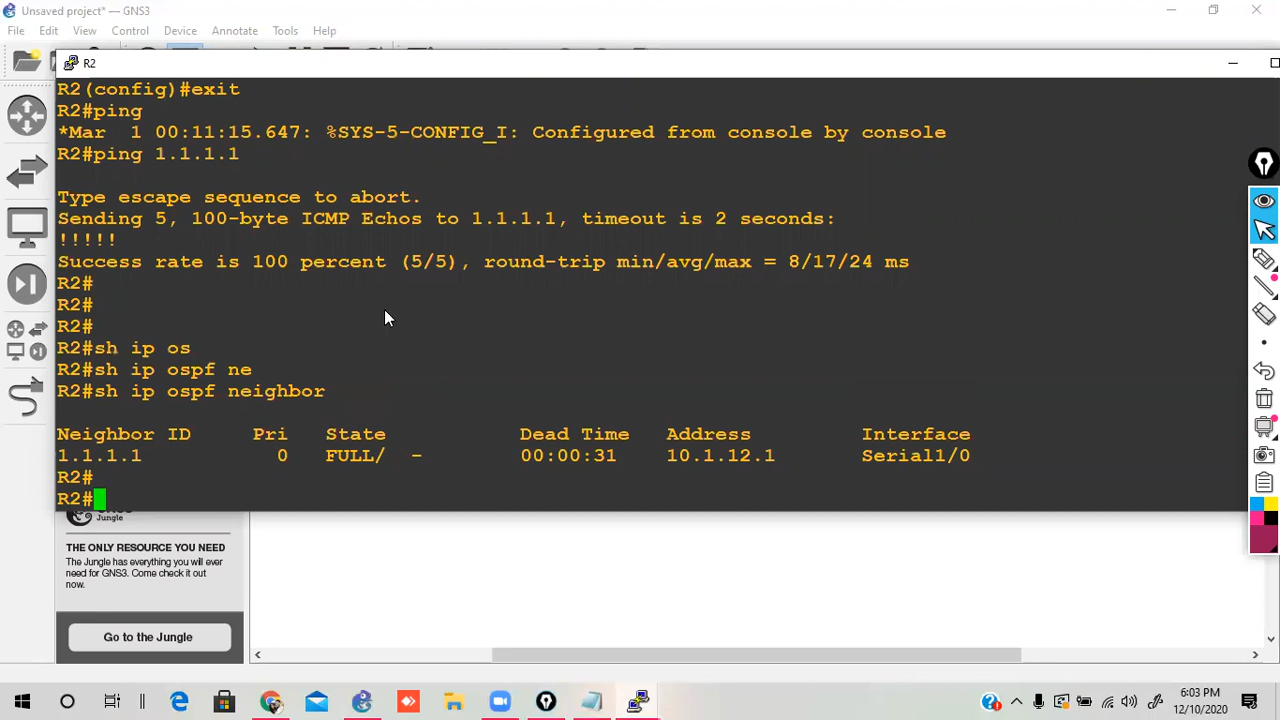 Unsaved project* — GNS3
File Edit View Control Device Annotate Tools Help
R2
R2(config)#exit
R2#ping
*Mar  1 00:11:15.647: %SYS-5-CONFIG_I: Configured from console by console
R2#ping 1.1.1.1
Type escape sequence to abort.
Sending 5, 100-byte ICMP Echos to 1.1.1.1, timeout is 2 seconds:
!!!!!
Success rate is 100 percent (5/5), round-trip min/avg/max = 8/17/24 ms
R2#
R2#
R2#
R2#sh ip os
R2#sh ip ospf ne
R2#sh ip ospf neighbor
Neighbor ID     Pri   State           Dead Time   Address         Interface
1.1.1.1           0   FULL/  -        00:00:31    10.1.12.1       Serial1/0
R2#
R2#
Jungle
THE ONLY RESOURCE YOU NEED
The Jungle has everything you will ever
need for GNS3. Come check it out
now.
Go to the Jungle
6:03 PM
12/10/2020